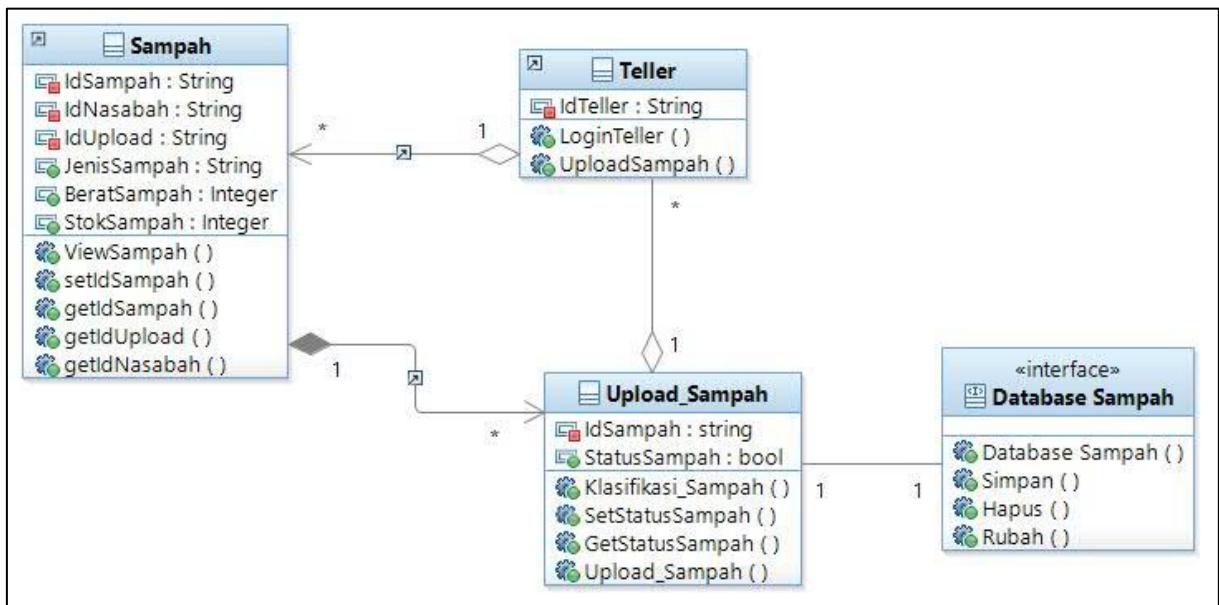 Sampah
IdSampah : String
IdNasabah : String
IdUpload : String
JenisSampah : String
BeratSampah : Integer
StokSampah : Integer
ViewSampah ( )
setIdSampah ( )
getIdSampah ( )
getIdUpload ( )
getIdNasabah ( )
*
1
Teller
IdTeller : String
LoginTeller ( )
UploadSampah ( )
*
1
1
*
Upload_Sampah
IdSampah : string
StatusSampah : bool
Klasifikasi_Sampah ( )
SetStatusSampah ( )
GetStatusSampah ( )
Upload_Sampah ( )
1
1
«interface»
Database Sampah
Database Sampah ( )
Simpan ( )
Hapus ( )
Rubah ( )